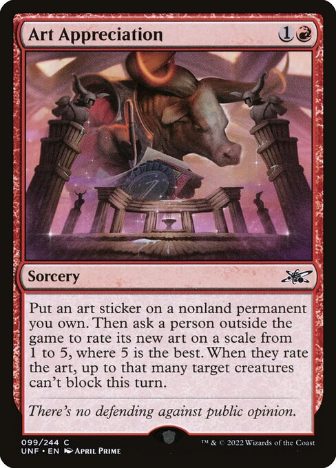 Art Appreciation 1
Sorcery
Put an art sticker on a nonland permanent
you own. Then ask a person outside the
game to rate its new art on a scale from
1 to 5, where 5 is the best. When they rate
the art, up to that many target creatures
can't block this turn.
There's no defending against public opinion.
099/244 C
UNF • EN APRIL PRIME
™ & © 2022 Wizards of the Coast